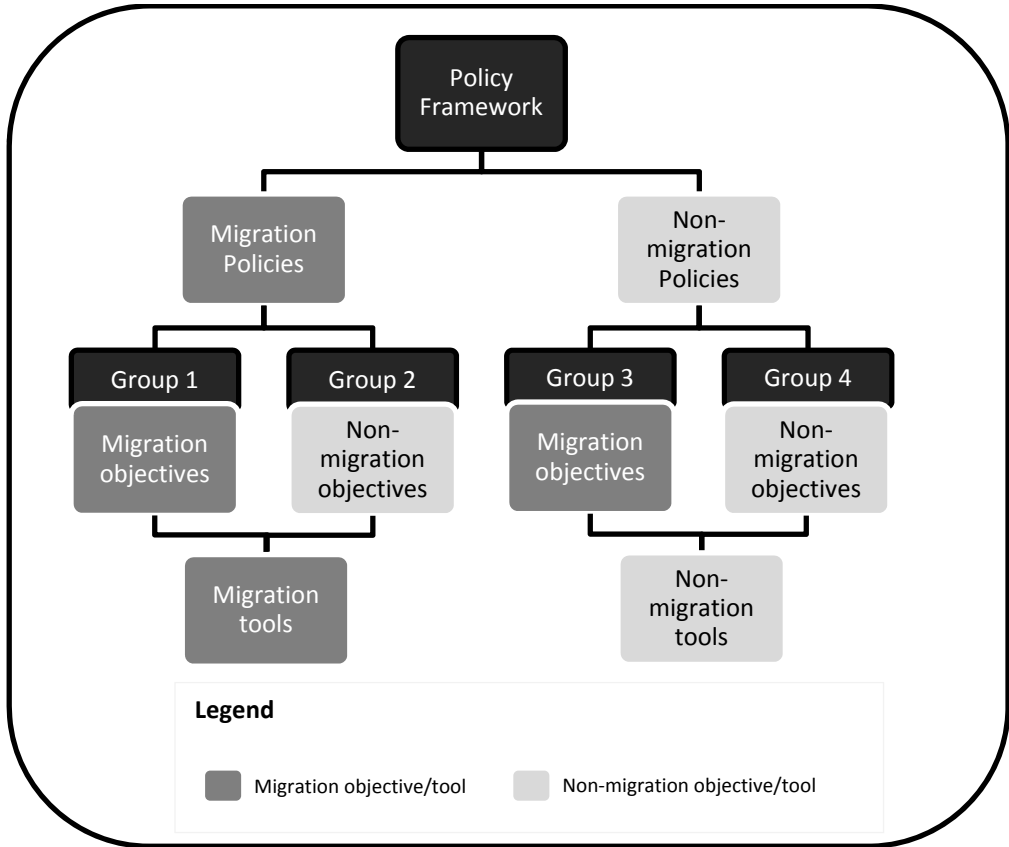 Policy
Framework
Migration
Policies
Non-
migration
Policies
Group 1
Group 2
Group 3
Group 4
Migration
objectives
Non-
migration
objectives
Migration
objectives
Non-
migration
objectives
Migration
tools
Non-
migration
tools
Legend
Migration objective/tool
Non-migration objective/tool